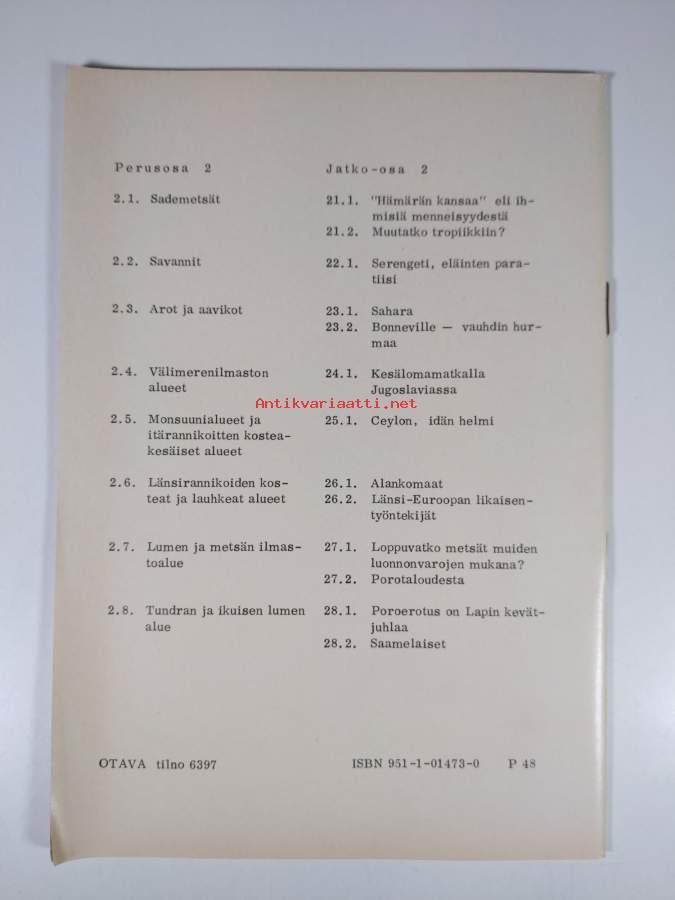 Perusosa 2
Jatko-osa 2
2.1. Sademetsät
21.1. "Hämärän kansaa" eli ih-
misiä menneisyydestä
21.2. Muutatko tropiikkiin?
2.2. Savannit
22.1. Serengeti, eläinten para-
tiisi
2.3. Arot ja aavikot
23.1. Sahara
23.2. Bonneville — vauhdin hur-
maa
2.4. Välimerenilmaston
alueet
24.1. Kesälomamatkalla
Jugoslaviassa
Antikvariaatti.net
2.5. Monsuunialueet ja
itärannikoitten kostea-
kesäiset alueet
25.1. Ceylon, idän helmi
2.6. Länsirannikoiden kos-
teat ja lauhkeat alueet
26.1. Alankomaat
26.2. Länsi-Euroopan likaisen-
työntekijät
2.7. Lumen ja metsän ilmas-
toalue
27.1. Loppuvatko metsät muiden
luonnonvarojen mukana?
27.2. Porotaloudesta
2.8. Tundran ja ikuisen lumen
alue
28.1. Poroerotus on Lapin kevät-
juhlaa
28.2. Saamelaiset
OTAVA tilno 6397
ISBN 951-1-01473-0 P 48